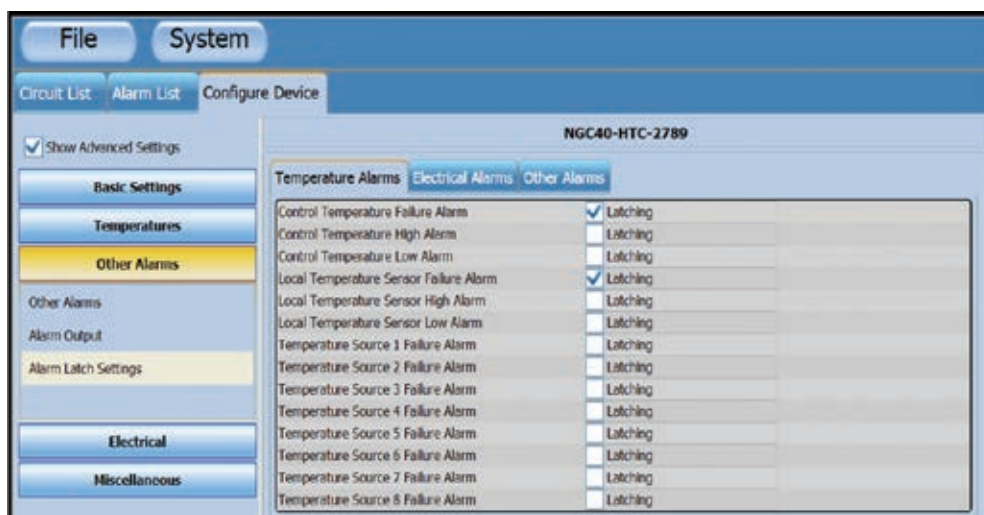 File System
Circuit List Alarm List Configure Device
NGC40-HTC-2789
Show Advanced Settings
Basic Settings
Temperatures
Other Alarms
Other Alarms
Alarm Output
Alarm Latch Settings
Electrical
Miscellaneous
Temperature Alarms Electrical Alarms Other Alarms
Control Temperature Failure Alarm Latching
Control Temperature High Alarm Latching
Control Temperature Low Alarm Latching
Local Temperature Sensor Failure Alarm Latching
Local Temperature Sensor High Alarm Latching
Local Temperature Sensor Low Alarm Latching
Temperature Source 1 Failure Alarm Latching
Temperature Source 2 Failure Alarm Latching
Temperature Source 3 Failure Alarm Latching
Temperature Source 4 Failure Alarm Latching
Temperature Source 5 Failure Alarm Latching
Temperature Source 6 Failure Alarm Latching
Temperature Source 7 Failure Alarm Latching
Temperature Source 8 Failure Alarm Latching